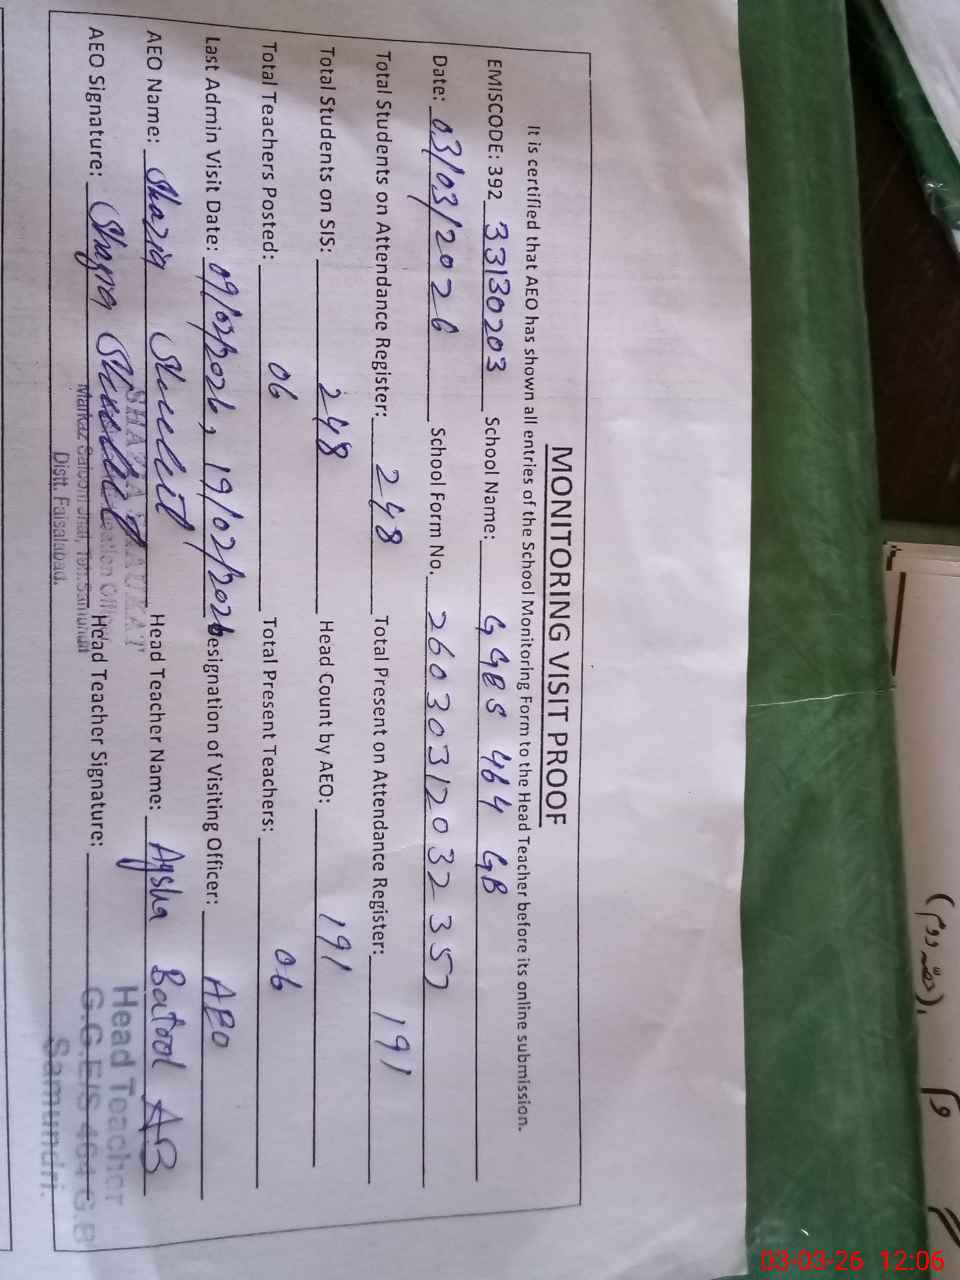 MONITORING VISIT PROOF
It is certified that AEO has shown all entries of the School Monitoring Form to the Head Teacher before its online submission.
EMISCODE: 392 33130203 School Name: GGES 464 GB
Date: 03/03/2026 School Form No. 26030312032357
Total Students on Attendance Register: 248 Total Present on Attendance Register: 191
Total Students on SIS: 248 Head Count by AEO: 191
Total Teachers Posted: 06 Total Present Teachers: 06
Last Admin Visit Date: 09/02/2026, 19/02/2026 Designation of Visiting Officer: AEO
AEO Name: Shazia Head Teacher Name: Aysha Batool AB
AEO Signature: Head Teacher Signature:
Distt. Faisalabad.
Head Teacher
G.G.E/S 464 G.B
Samundri.
03-03-26 12:06